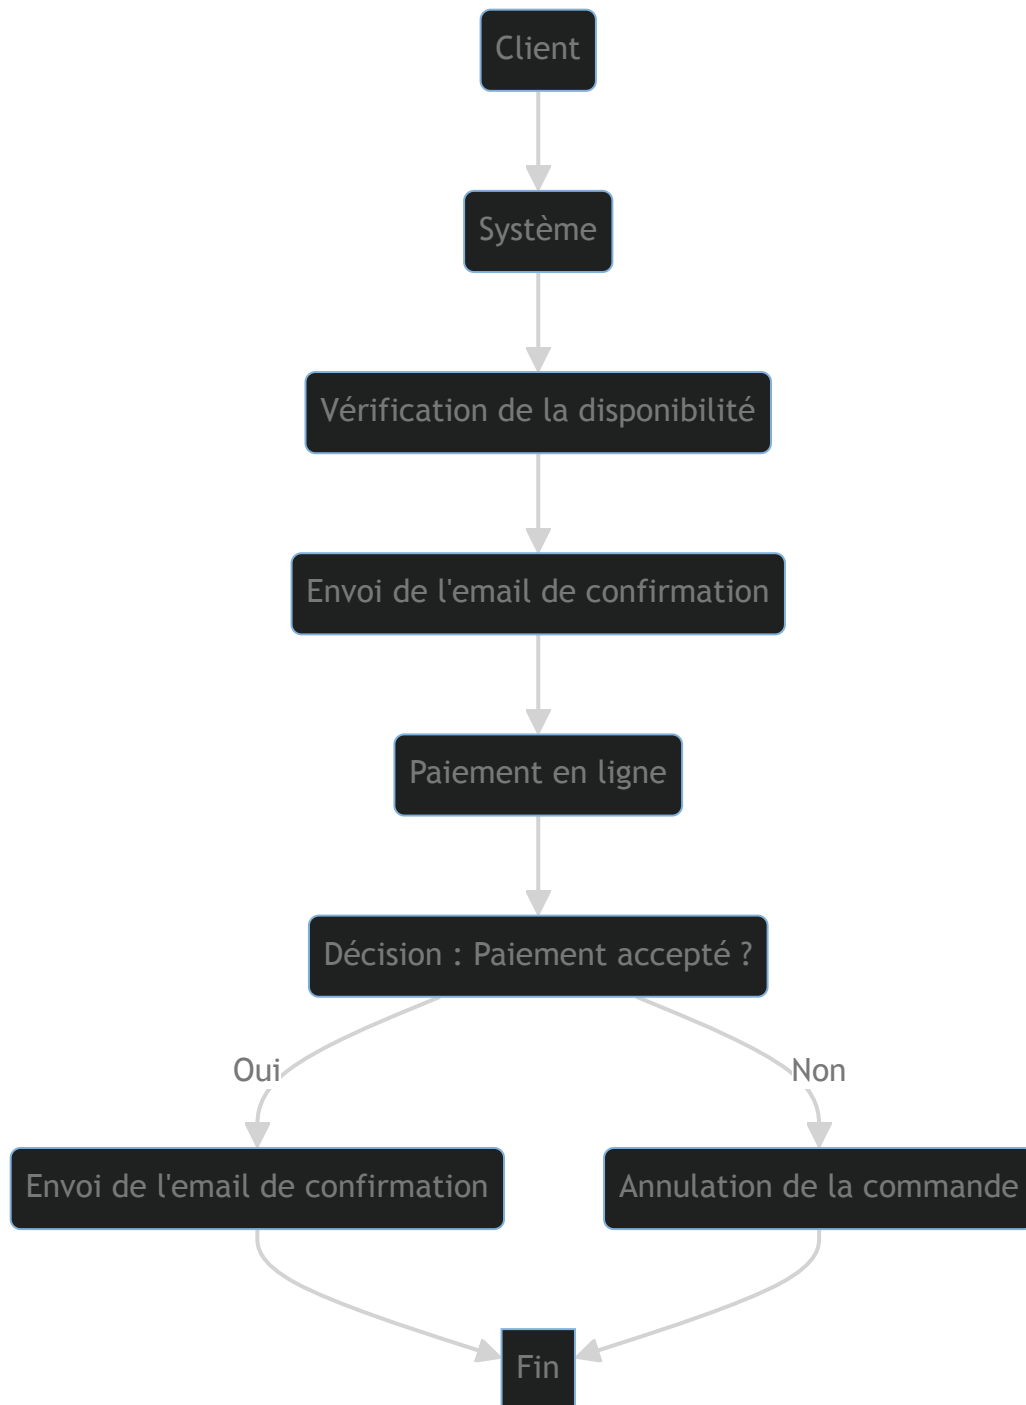 Client
Système
Vérification de la disponibilité
Envoi de l'email de confirmation
Paiement en ligne
Décision : Paiement accepté ?
Oui
Non
Envoi de l'email de confirmation
Annulation de la commande
Fin